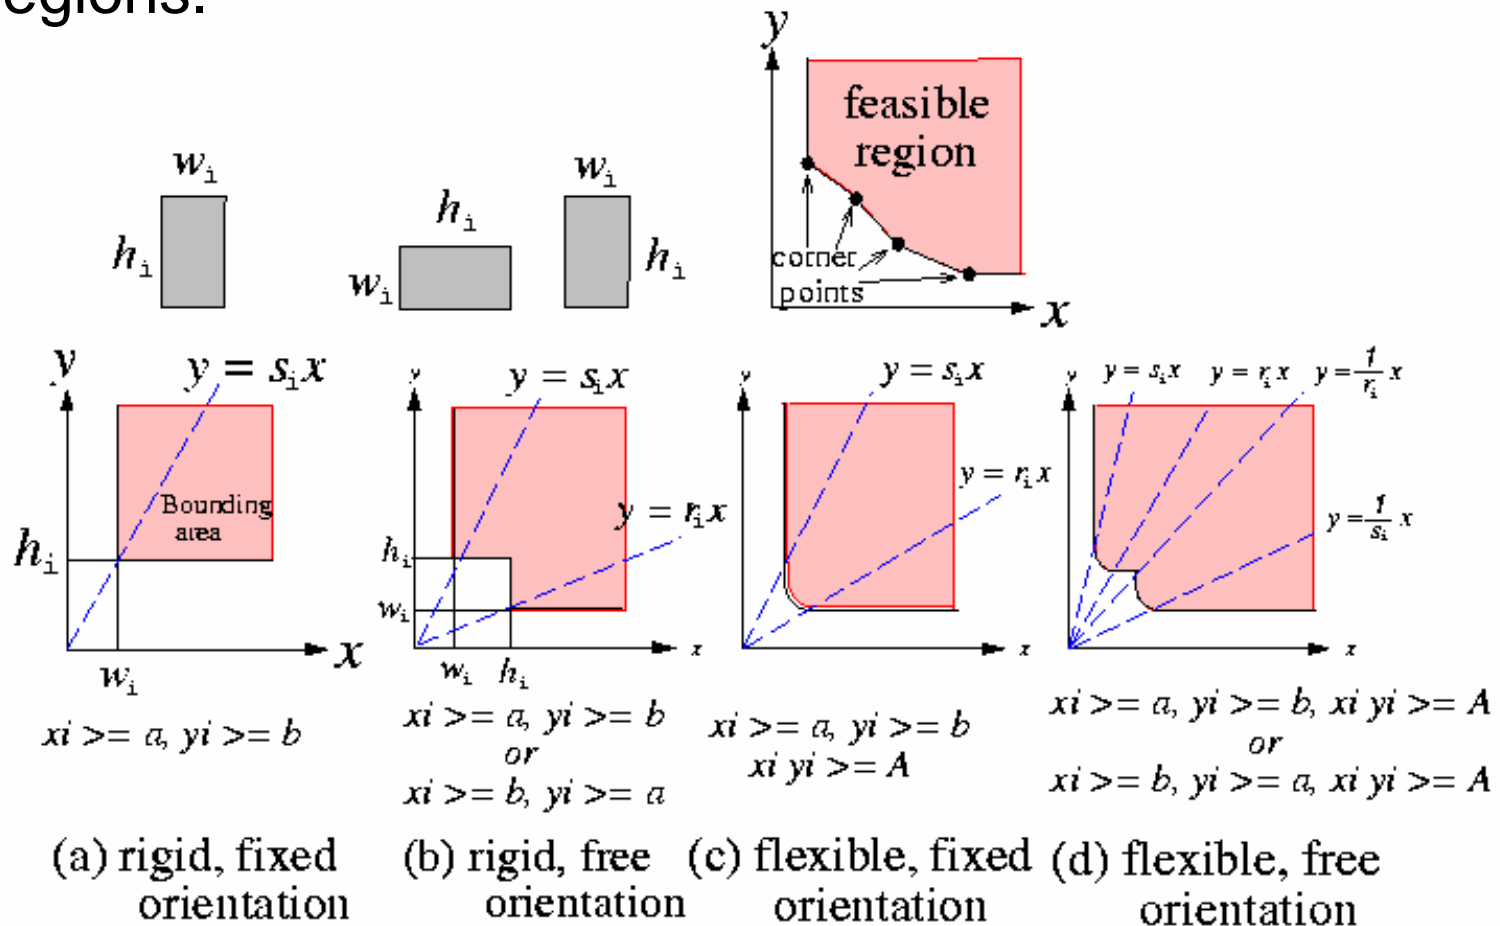 egions.
y
feasible
region
corner
points
x
w_i
h_i
h_i
w_i
w_i
h_i
y
y = s_i x
Bounding
area
h_i
w_i
x
xi >= a, yi >= b
(a) rigid, fixed
orientation
y
y = s_i x
y = r_i x
h_i
w_i
w_i h_i
x
xi >= a, yi >= b
or
xi >= b, yi >= a
(b) rigid, free
orientation
y
y = s_i x
y = r_i x
x
xi >= a, yi >= b
xi yi >= A
(c) flexible, fixed
orientation
y
y = s_i x y = r_i x y = 1/r_i x
y = 1/s_i x
x
xi >= a, yi >= b, xi yi >= A
or
xi >= b, yi >= a, xi yi >= A
(d) flexible, free
orientation